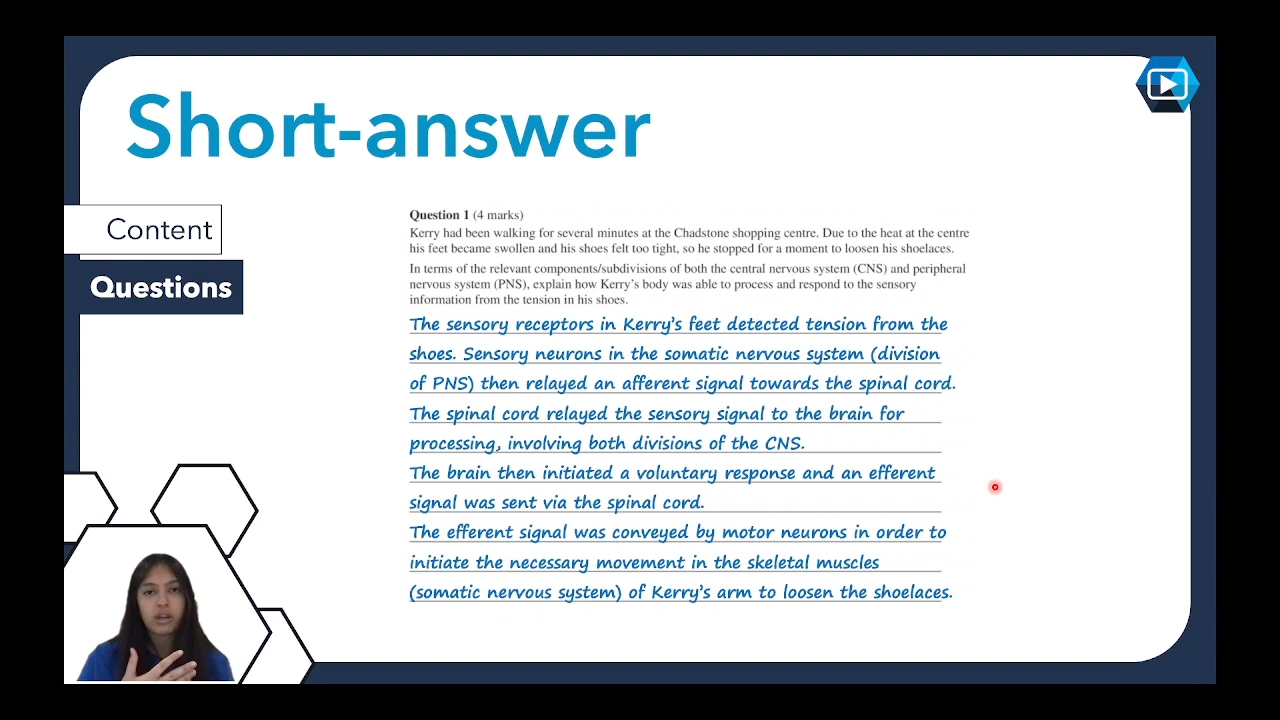 Short-answer
Content
Questions
Question 1 (4 marks)
Kerry had been walking for several minutes at the Chadstone shopping centre. Due to the heat at the centre
his feet became swollen and his shoes felt too tight, so he stopped for a moment to loosen his shoelaces.
In terms of the relevant components/subdivisions of both the central nervous system (CNS) and peripheral
nervous system (PNS), explain how Kerry's body was able to process and respond to the sensory
information from the tension in his shoes.
The sensory receptors in Kerry's feet detected tension from the
shoes. Sensory neurons in the somatic nervous system (division
of PNS) then relayed an afferent signal towards the spinal cord.
The spinal cord relayed the sensory signal to the brain for
processing, involving both divisions of the CNS.
The brain then initiated a voluntary response and an efferent
signal was sent via the spinal cord.
The efferent signal was conveyed by motor neurons in order to
initiate the necessary movement in the skeletal muscles
(somatic nervous system) of Kerry's arm to loosen the shoelaces.